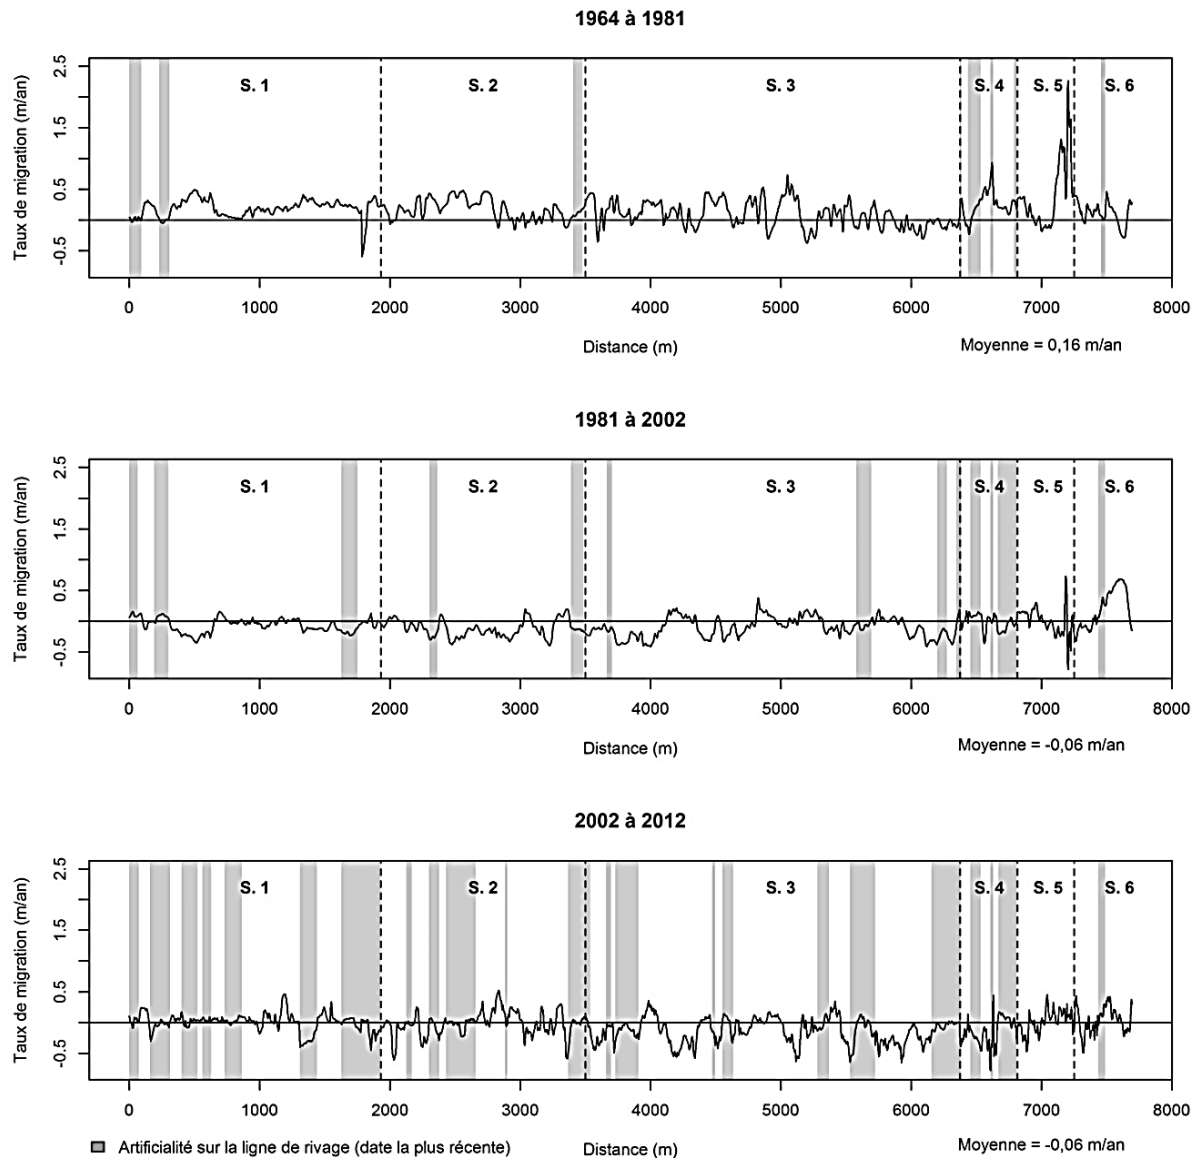 1964 à 1981
Taux de migration (m/an)
2.5
1.5
0.5
-0.5
S. 1
S. 2
S. 3
S. 4
S. 5
S. 6
0 1000 2000 3000 4000 5000 6000 7000 8000
Distance (m)
Moyenne = 0,16 m/an
1981 à 2002
Taux de migration (m/an)
2.5
1.5
0.5
-0.5
S. 1
S. 2
S. 3
S. 4
S. 5
S. 6
0 1000 2000 3000 4000 5000 6000 7000 8000
Distance (m)
Moyenne = -0,06 m/an
2002 à 2012
Taux de migration (m/an)
2.5
1.5
0.5
-0.5
S. 1
S. 2
S. 3
S. 4
S. 5
S. 6
0 1000 2000 3000 4000 5000 6000 7000 8000
Artificialité sur la ligne de rivage (date la plus récente)
Distance (m)
Moyenne = -0,06 m/an